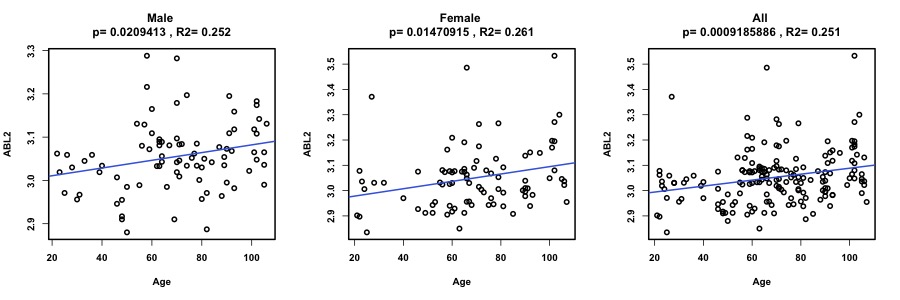 Male
p= 0.0209413 , R2= 0.252
ABL2
3.3
3.2
3.1
3.0
2.9
20 40 60 80 100
Age
Female
p= 0.01470915 , R2= 0.261
ABL2
3.5
3.4
3.3
3.2
3.1
3.0
2.9
20 40 60 80 100
Age
All
p= 0.0009185886 , R2= 0.251
ABL2
3.5
3.4
3.3
3.2
3.1
3.0
2.9
20 40 60 80 100
Age